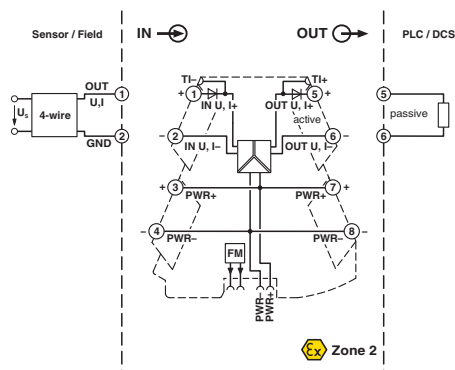 Sensor / Field
IN
OUT
PLC / DCS
TI–
TI+
OUT
U,I
1
+ 1
IN U, I+
OUT U, I+
5 +
5
Us
4-wire
active
passive
GND
2
– 2
IN U, I–
OUT U, I–
6 –
6
+ 3
PWR+
PWR+
7 +
– 4
PWR–
PWR–
8 –
FM
PWR–
PWR+
Ex Zone 2